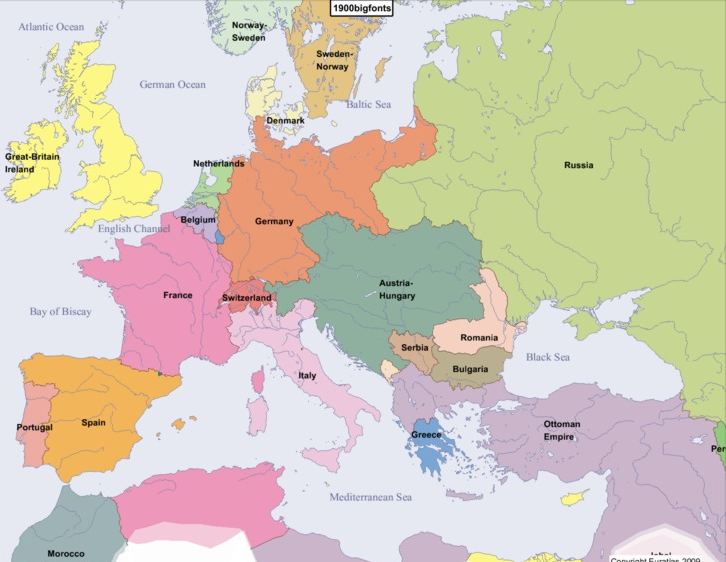 1900bigfonts
Atlantic Ocean
Norway-
Sweden
Sweden-
Norway
German Ocean
Baltic Sea
Denmark
Great-Britain
Ireland
Netherlands
Russia
Belgium
Germany
English Channel
Austria-
Hungary
France
Switzerland
Bay of Biscay
Romania
Serbia
Black Sea
Bulgaria
Italy
Spain
Portugal
Ottoman
Empire
Greece
Per
Mediterranean Sea
Morocco
Copyright Euratlas 2009